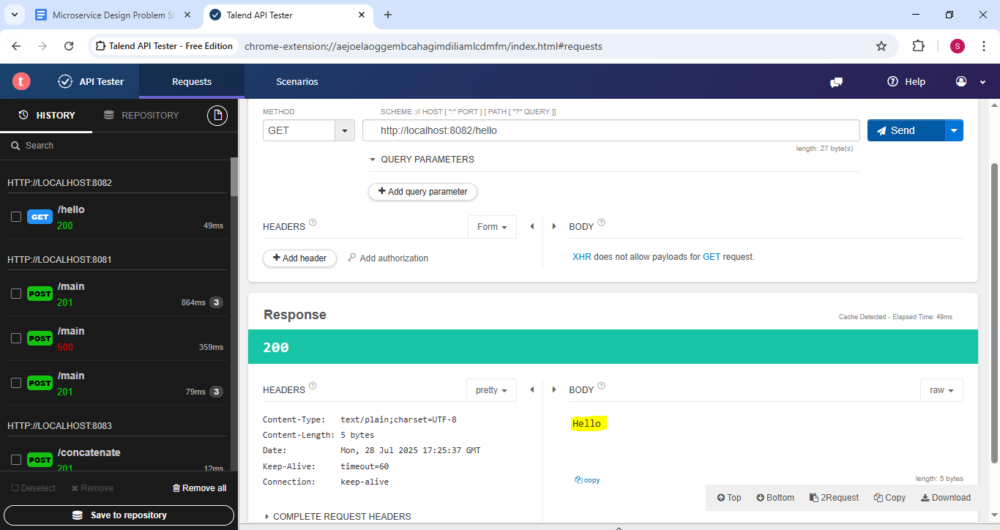 Microservice Design Problem St
Talend API Tester
Talend API Tester - Free Edition
chrome-extension://aejoelaoggembcahagimdiliamlcdmfm/index.html#requests
S
t
API Tester
Requests
Scenarios
Help
HISTORY
REPOSITORY
Search
HTTP://LOCALHOST:8082
GET
/hello
200
49ms
HTTP://LOCALHOST:8081
POST
/main
201
864ms
3
POST
/main
500
359ms
POST
/main
201
79ms
3
HTTP://LOCALHOST:8083
POST
/concatenate
201
12ms
Deselect
Remove
Remove all
Save to repository
METHOD
SCHEME :// HOST [ ":" PORT ] [ PATH [ "?" QUERY ]]
GET
http://localhost:8082/hello
Send
length: 27 byte(s)
QUERY PARAMETERS
Add query parameter
HEADERS ?
Form
BODY ?
Add header
Add authorization
XHR does not allow payloads for GET request.
Response
Cache Detected - Elapsed Time: 49ms
200
HEADERS ?
pretty
BODY ?
raw
Content-Type: text/plain;charset=UTF-8
Content-Length: 5 bytes
Date: Mon, 28 Jul 2025 17:25:37 GMT
Keep-Alive: timeout=60
Connection: keep-alive
Hello
copy
length: 5 bytes
Top
Bottom
2Request
Copy
Download
COMPLETE REQUEST HEADERS